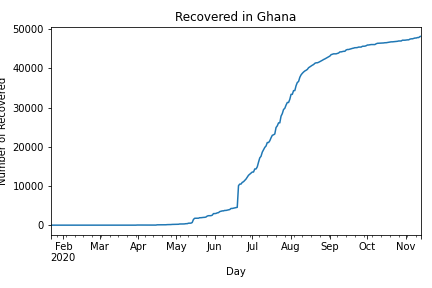 Recovered in Ghana
50000
40000
30000
20000
10000
0
Number of Recovered
Feb Mar Apr May Jun Jul Aug Sep Oct Nov
2020
Day